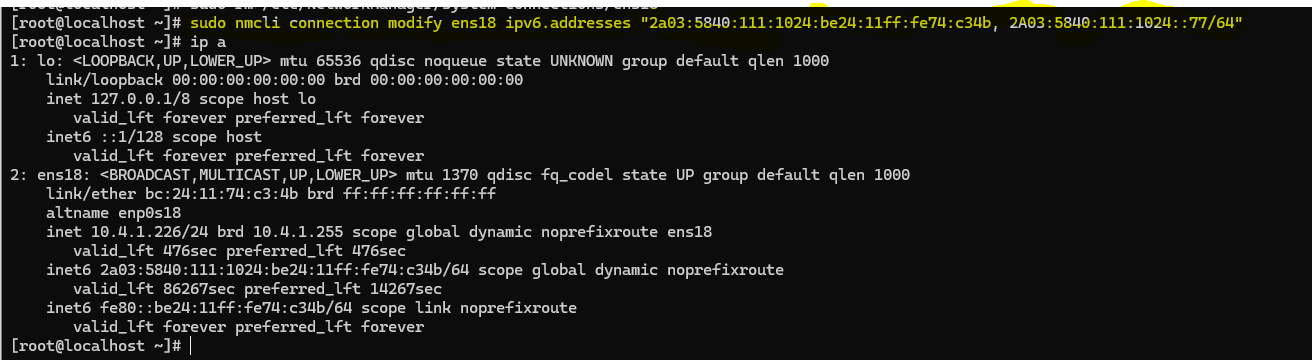 [root@localhost ~]# sudo nmcli connection modify ens18 ipv6.addresses "2a03:5840:111:1024:be24:11ff:fe74:c34b, 2A03:5840:111:1024::77/64"
[root@localhost ~]# ip a
1: lo: <LOOPBACK,UP,LOWER_UP> mtu 65536 qdisc noqueue state UNKNOWN group default qlen 1000
    link/loopback 00:00:00:00:00:00 brd 00:00:00:00:00:00
    inet 127.0.0.1/8 scope host lo
       valid_lft forever preferred_lft forever
    inet6 ::1/128 scope host
       valid_lft forever preferred_lft forever
2: ens18: <BROADCAST,MULTICAST,UP,LOWER_UP> mtu 1370 qdisc fq_codel state UP group default qlen 1000
    link/ether bc:24:11:74:c3:4b brd ff:ff:ff:ff:ff:ff
    altname enp0s18
    inet 10.4.1.226/24 brd 10.4.1.255 scope global dynamic noprefixroute ens18
       valid_lft 476sec preferred_lft 476sec
    inet6 2a03:5840:111:1024:be24:11ff:fe74:c34b/64 scope global dynamic noprefixroute
       valid_lft 86267sec preferred_lft 14267sec
    inet6 fe80::be24:11ff:fe74:c34b/64 scope link noprefixroute
       valid_lft forever preferred_lft forever
[root@localhost ~]#